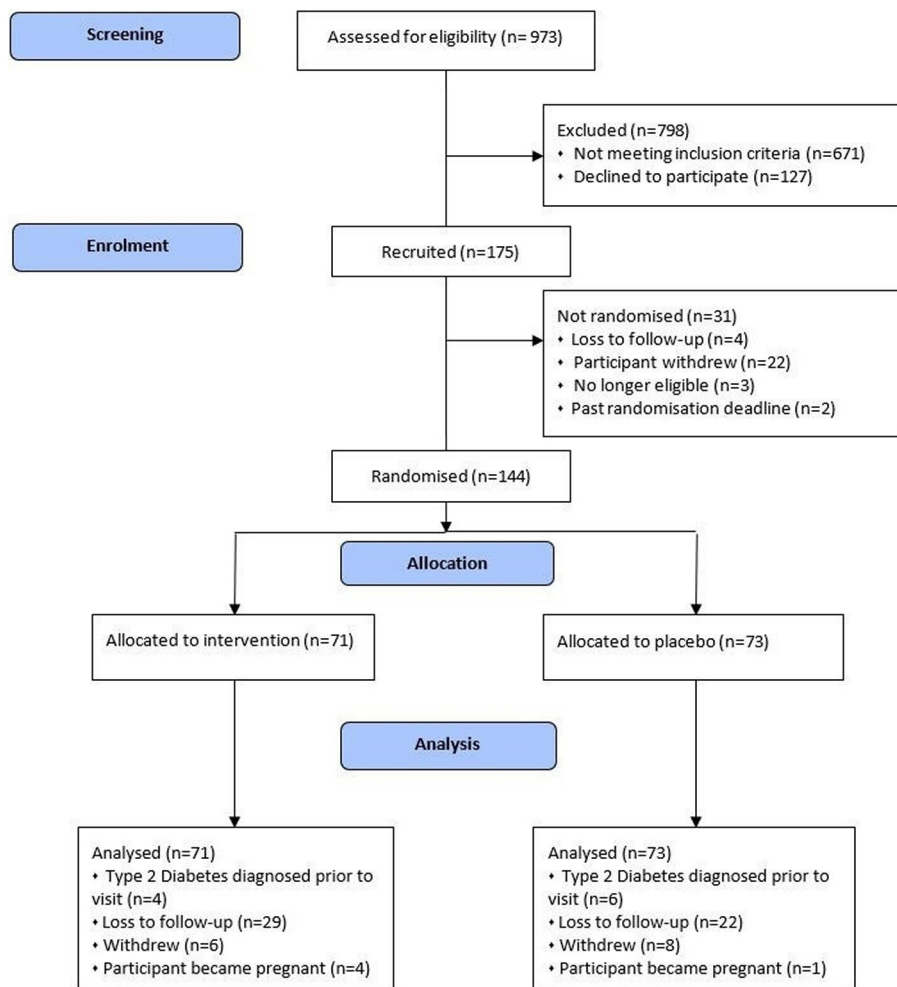 Screening
Assessed for eligibility (n= 973)
Excluded (n=798)
⬧ Not meeting inclusion criteria (n=671)
⬧ Declined to participate (n=127)
Enrolment
Recruited (n=175)
Not randomised (n=31)
⬧ Loss to follow-up (n=4)
⬧ Participant withdrew (n=22)
⬧ No longer eligible (n=3)
⬧ Past randomisation deadline (n=2)
Randomised (n=144)
Allocation
Allocated to intervention (n=71)
Allocated to placebo (n=73)
Analysis
Analysed (n=71)
⬧ Type 2 Diabetes diagnosed prior to
visit (n=4)
⬧ Loss to follow-up (n=29)
⬧ Withdrew (n=6)
⬧ Participant became pregnant (n=4)
Analysed (n=73)
⬧ Type 2 Diabetes diagnosed prior to
visit (n=6)
⬧ Loss to follow-up (n=22)
⬧ Withdrew (n=8)
⬧ Participant became pregnant (n=1)